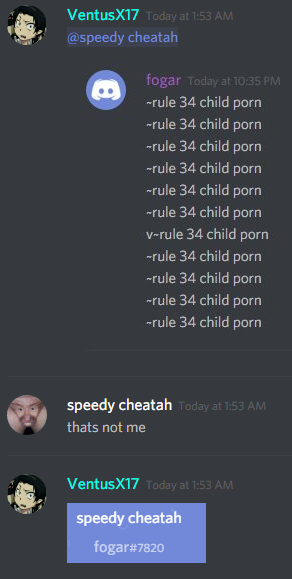 VentusX17 Today at 1:53 AM
@speedy cheatah
fogar Today at 10:35 PM
~rule 34 child porn
~rule 34 child porn
~rule 34 child porn
~rule 34 child porn
~rule 34 child porn
~rule 34 child porn
v~rule 34 child porn
~rule 34 child porn
~rule 34 child porn
~rule 34 child porn
~rule 34 child porn
speedy cheatah Today at 1:53 AM
thats not me
VentusX17 Today at 1:53 AM
speedy cheatah
fogar#7820